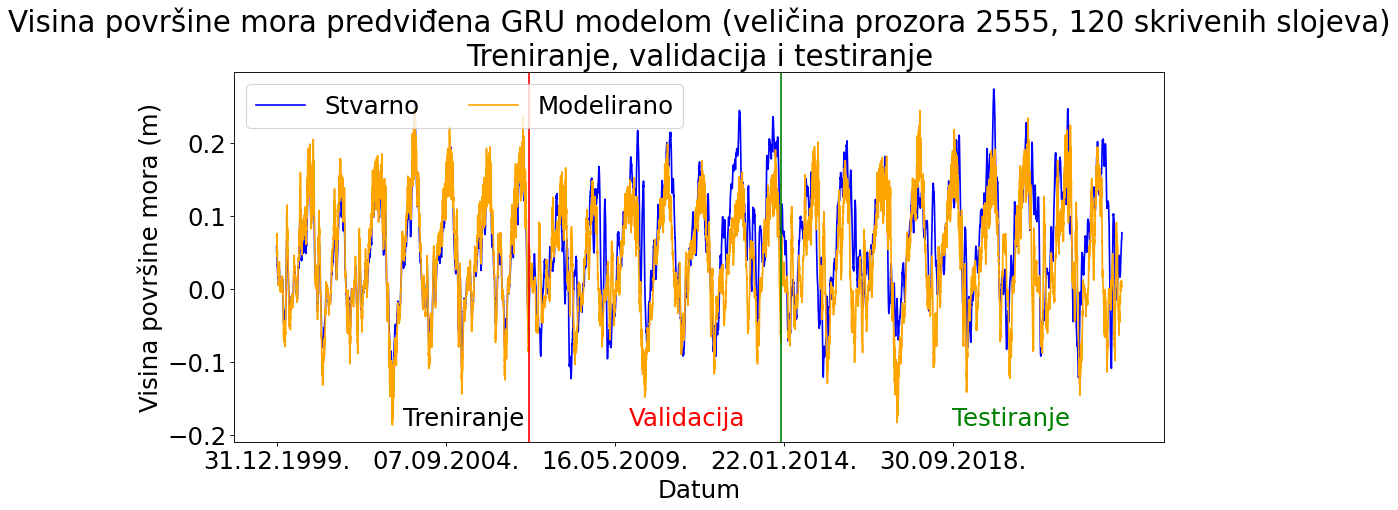 Visina površine mora predviđena GRU modelom (veličina prozora 2555, 120 skrivenih slojeva)
Treniranje, validacija i testiranje
Stvarno Modelirano
Visina površine mora (m)
0.2
0.1
0.0
−0.1
−0.2
Treniranje Validacija Testiranje
31.12.1999. 07.09.2004. 16.05.2009. 22.01.2014. 30.09.2018.
Datum